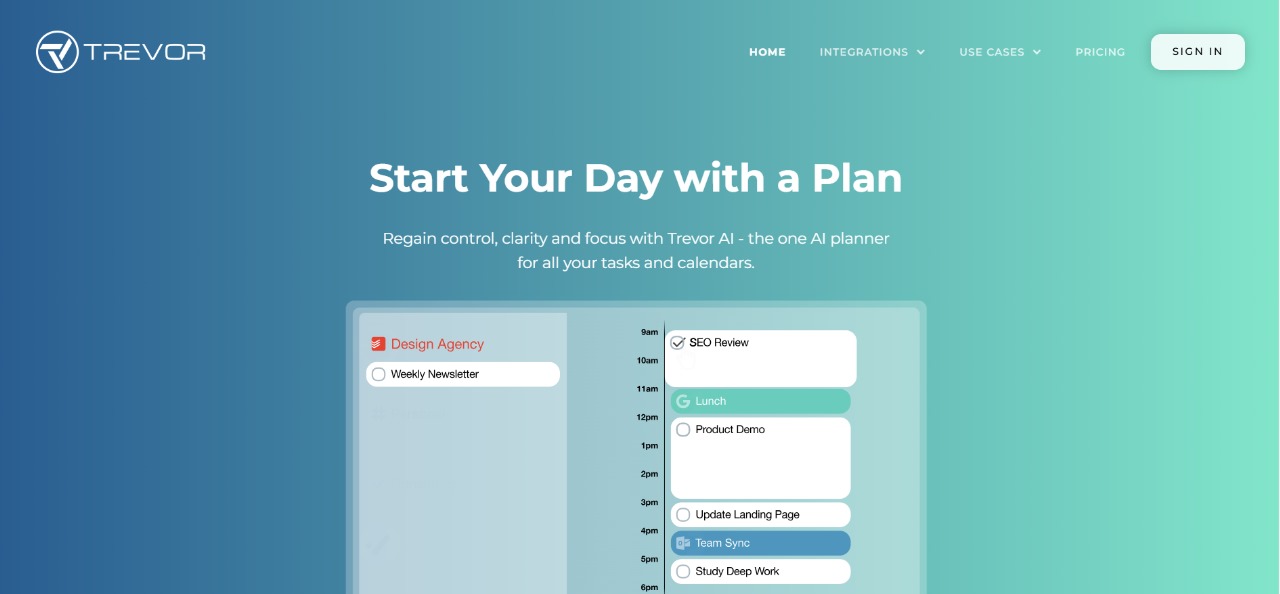 TREVOR
HOME
INTEGRATIONS
USE CASES
PRICING
SIGN IN
Start Your Day with a Plan
Regain control, clarity and focus with Trevor AI - the one AI planner
for all your tasks and calendars.
Design Agency
Weekly Newsletter
9am
SEO Review
10am
11am
Lunch
12pm
Product Demo
1pm
2pm
3pm
Update Landing Page
4pm
Team Sync
5pm
Study Deep Work
6pm